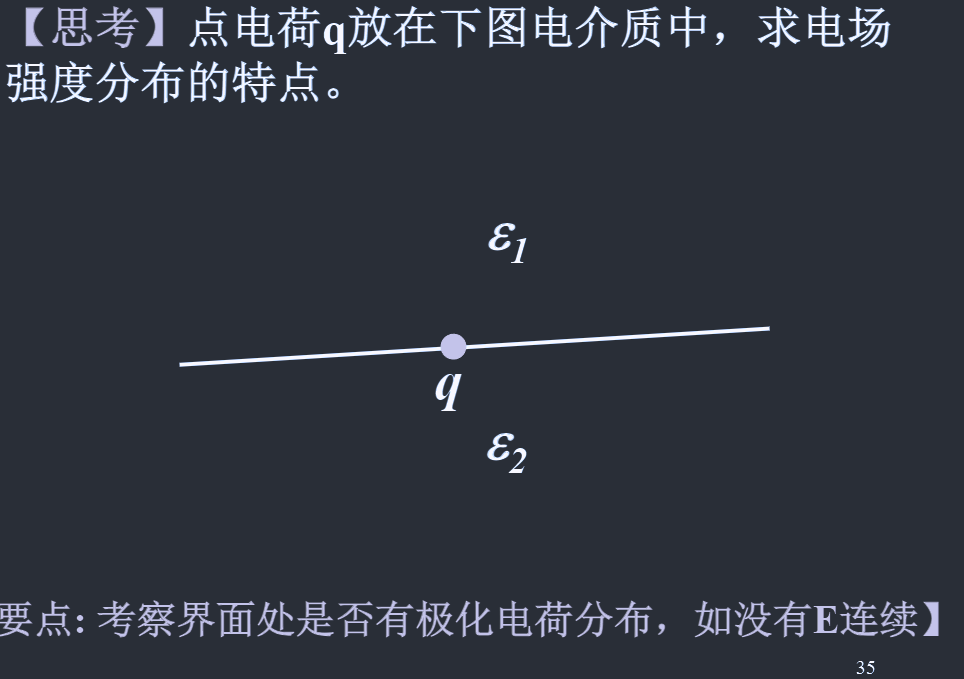 【思考】点电荷q放在下图电介质中，求电场
强度分布的特点。
ε1
q
ε2
要点: 考察界面处是否有极化电荷分布，如没有E连续】
35